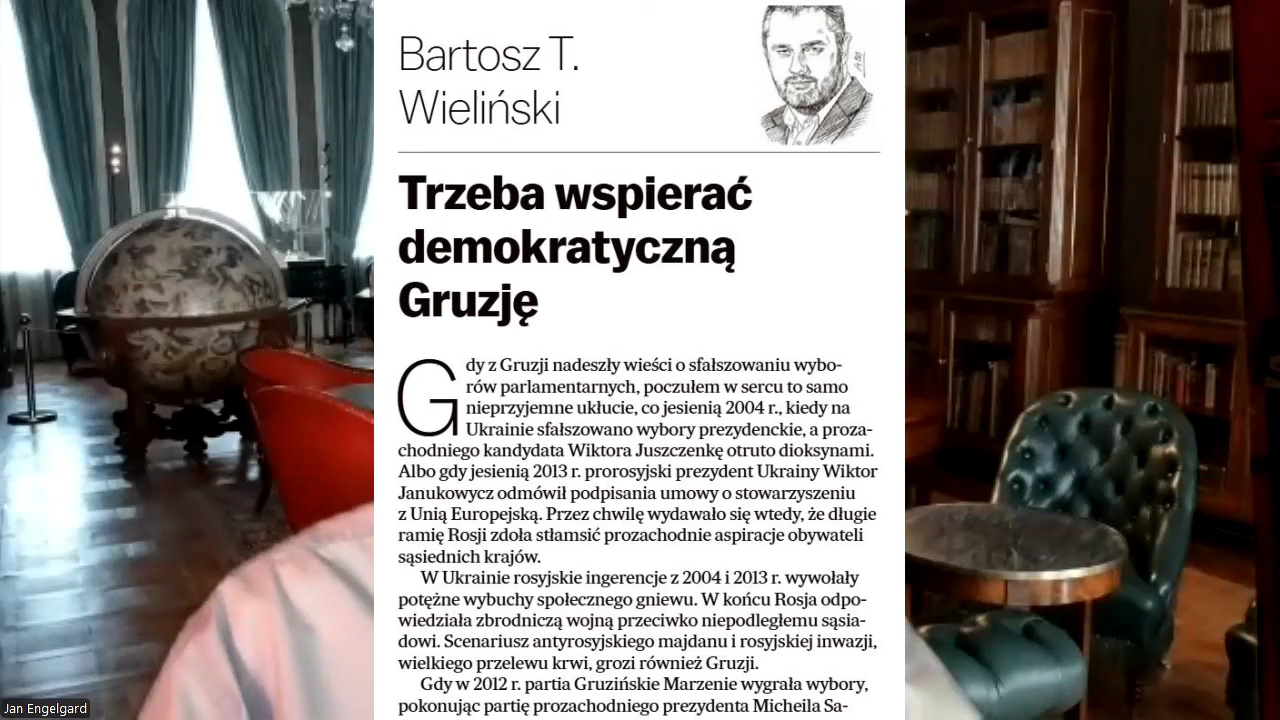 Bartosz T.
Wieliński
Trzeba wspierać
demokratyczną
Gruzję
Gdy z Gruzji nadeszły wieści o sfałszowaniu wybo-
rów parlamentarnych, poczułem w sercu to samo
nieprzyjemne ukłucie, co jesienią 2004 r., kiedy na
Ukrainie sfałszowano wybory prezydenckie, a proza-
chodniego kandydata Wiktora Juszczenkę otruto dioksynami.
Albo gdy jesienią 2013 r. prorosyjski prezydent Ukrainy Wiktor
Janukowycz odmówił podpisania umowy o stowarzyszeniu
z Unią Europejską. Przez chwilę wydawało się wtedy, że długie
ramię Rosji zdoła stłamsić prozachodnie aspiracje obywateli
sąsiednich krajów.
W Ukrainie rosyjskie ingerencje z 2004 i 2013 r. wywołały
potężne wybuchy społecznego gniewu. W końcu Rosja odpo-
wiedziała zbrodniczą wojną przeciwko niepodległemu sąsia-
dowi. Scenariusz antyrosyjskiego majdanu i rosyjskiej inwazji,
wielkiego przelewu krwi, grozi również Gruzji.
Gdy w 2012 r. partia Gruzińskie Marzenie wygrała wybory,
pokonując partię prozachodniego prezydenta Micheila Sa-
Jan Engelgard